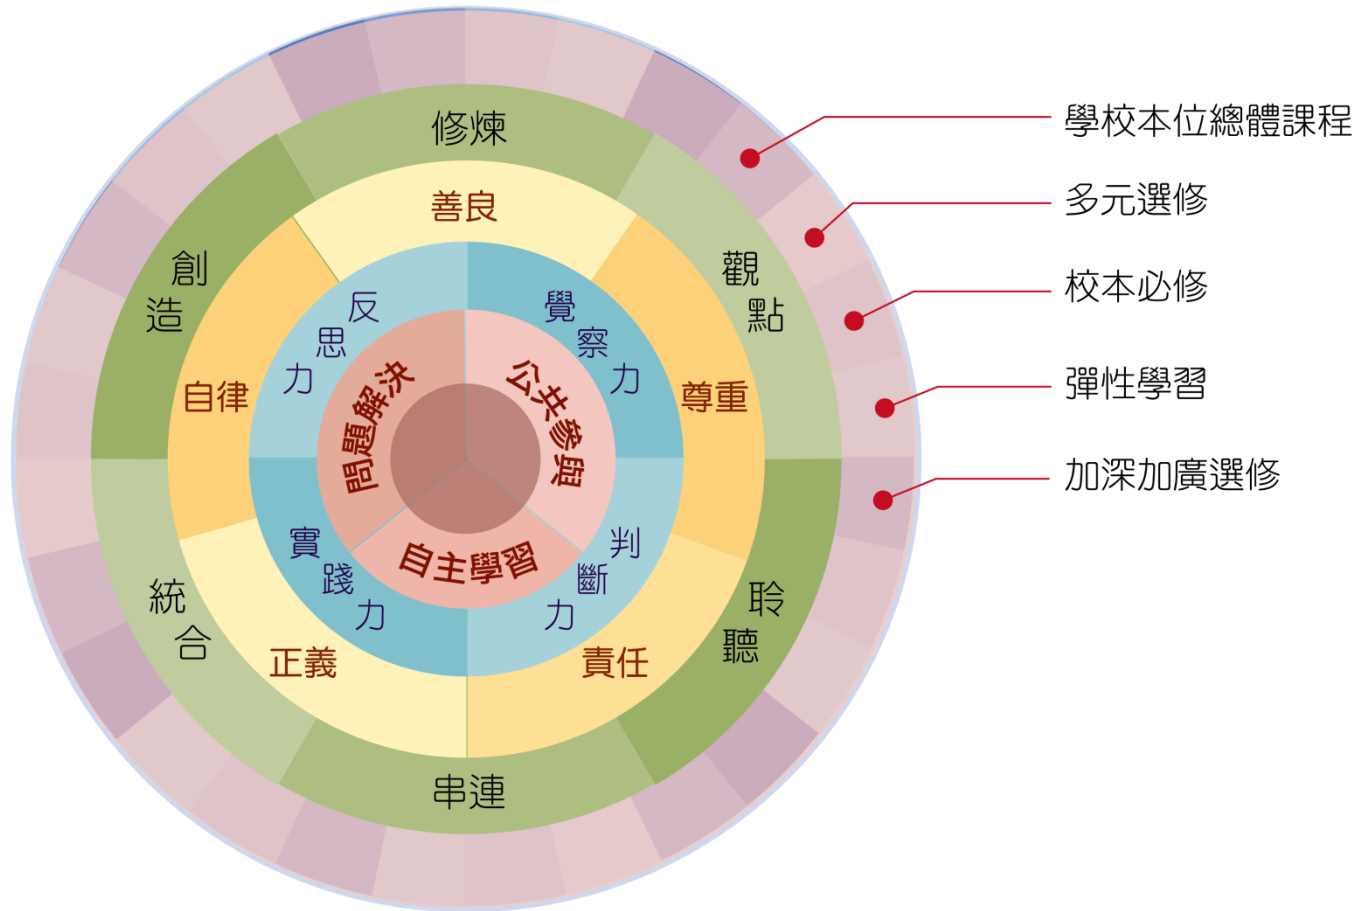 修煉
觀點
聆聽
串連
統合
創造
善良
尊重
責任
正義
自律
覺察力
判斷力
實踐力
反思力
公共參與
自主學習
問題解決
學校本位總體課程
多元選修
校本必修
彈性學習
加深加廣選修